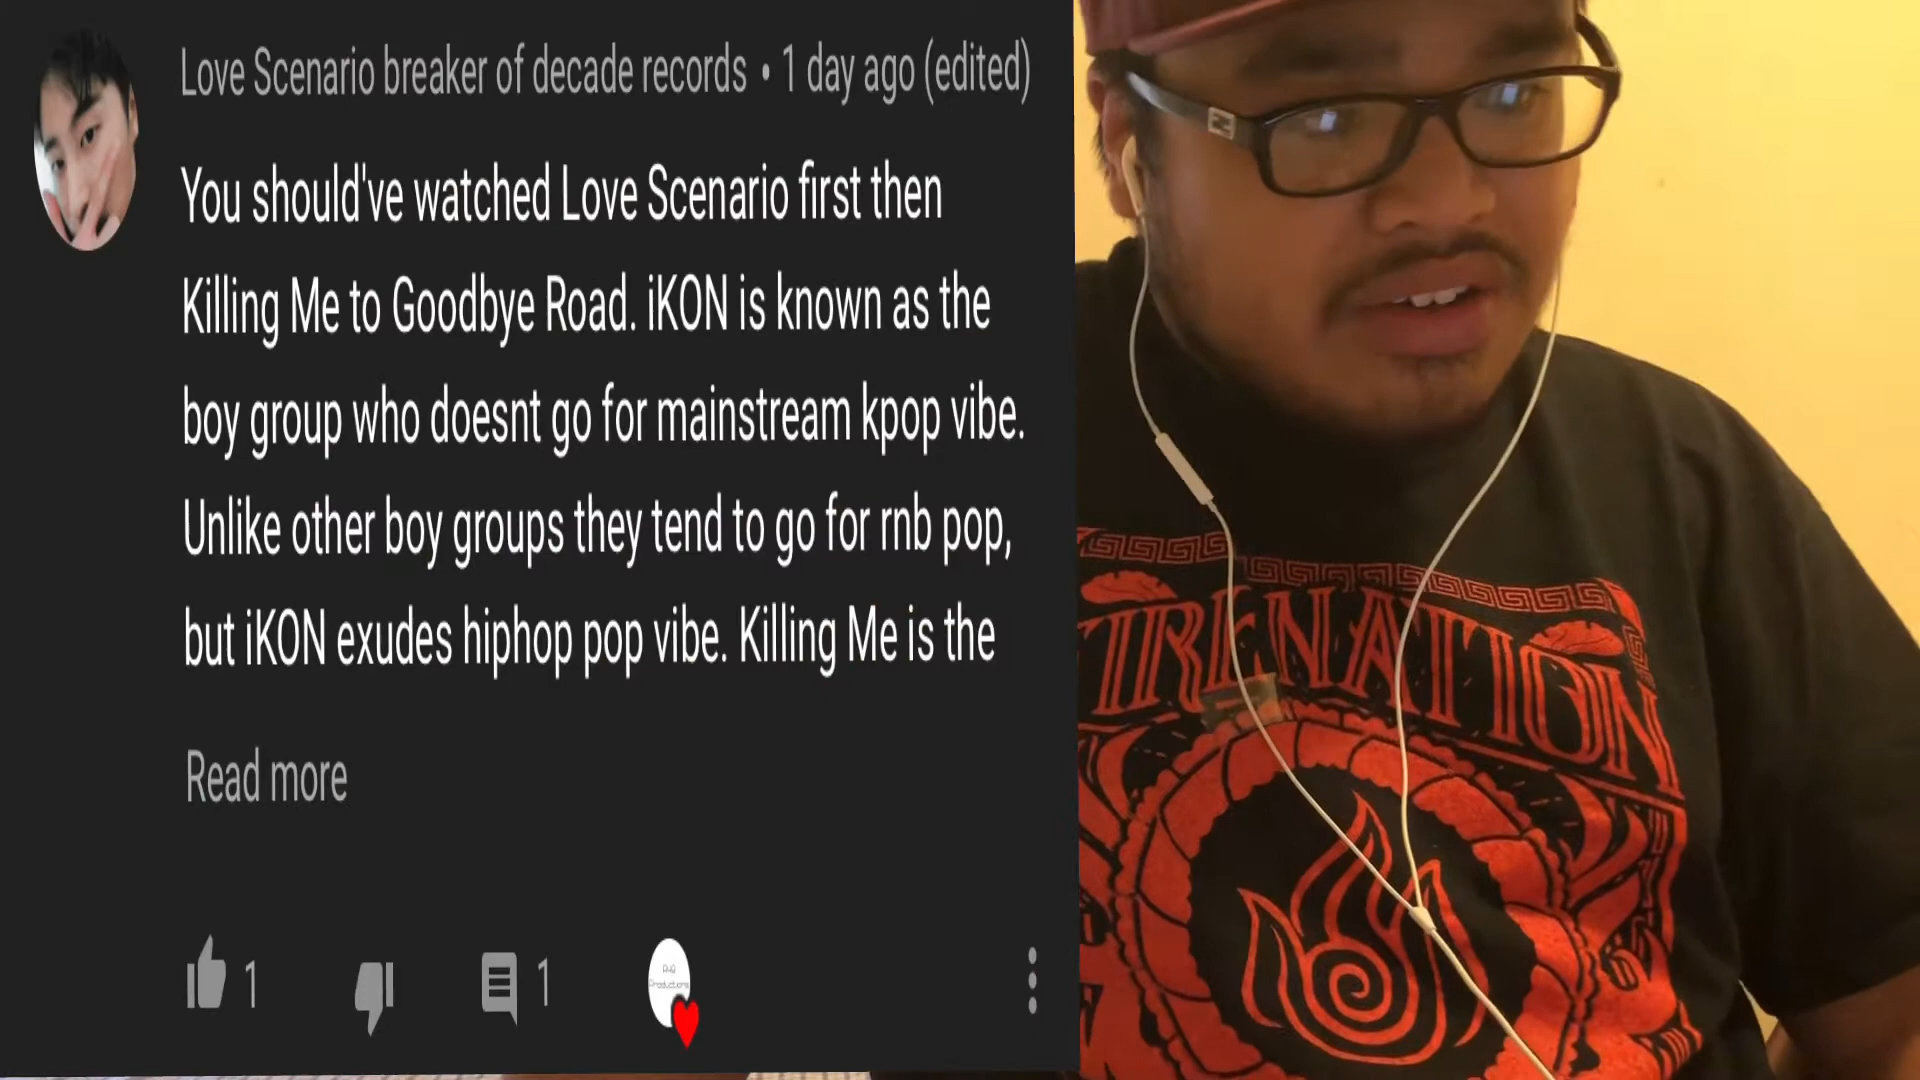 Love Scenario breaker of decade records • 1 day ago (edited)
You should've watched Love Scenario first then
Killing Me to Goodbye Road. iKON is known as the
boy group who doesnt go for mainstream kpop vibe.
Unlike other boy groups they tend to go for rnb pop,
but iKON exudes hiphop pop vibe. Killing Me is the
Read more
1
1
Productions
FIRE NATION